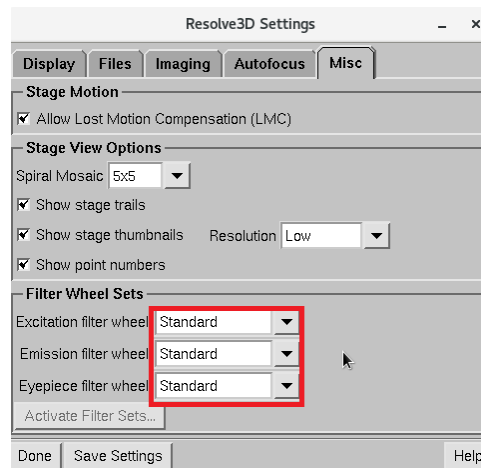 Resolve3D Settings
Display Files Imaging Autofocus Misc
Stage Motion
Allow Lost Motion Compensation (LMC)
Stage View Options
Spiral Mosaic 5x5
Show stage trails
Show stage thumbnails Resolution Low
Show point numbers
Filter Wheel Sets
Excitation filter wheel Standard
Emission filter wheel Standard
Eyepiece filter wheel Standard
Activate Filter Sets...
Done Save Settings Help